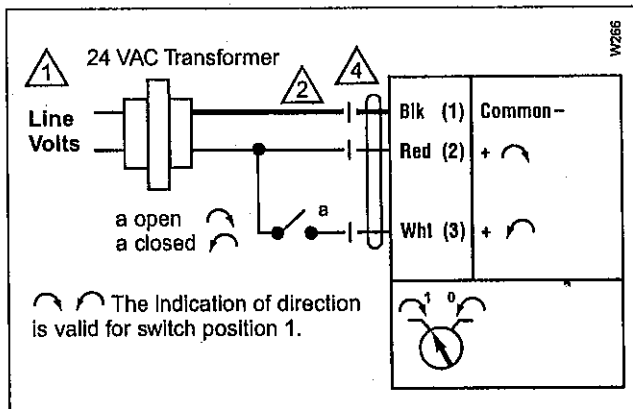 W266
1
24 VAC Transformer
2
4
Line
Volts
Blk (1) Common –
Red (2) +
a
Wht (3) +
a open
a closed
1 0
The Indication of direction
is valid for switch position 1.